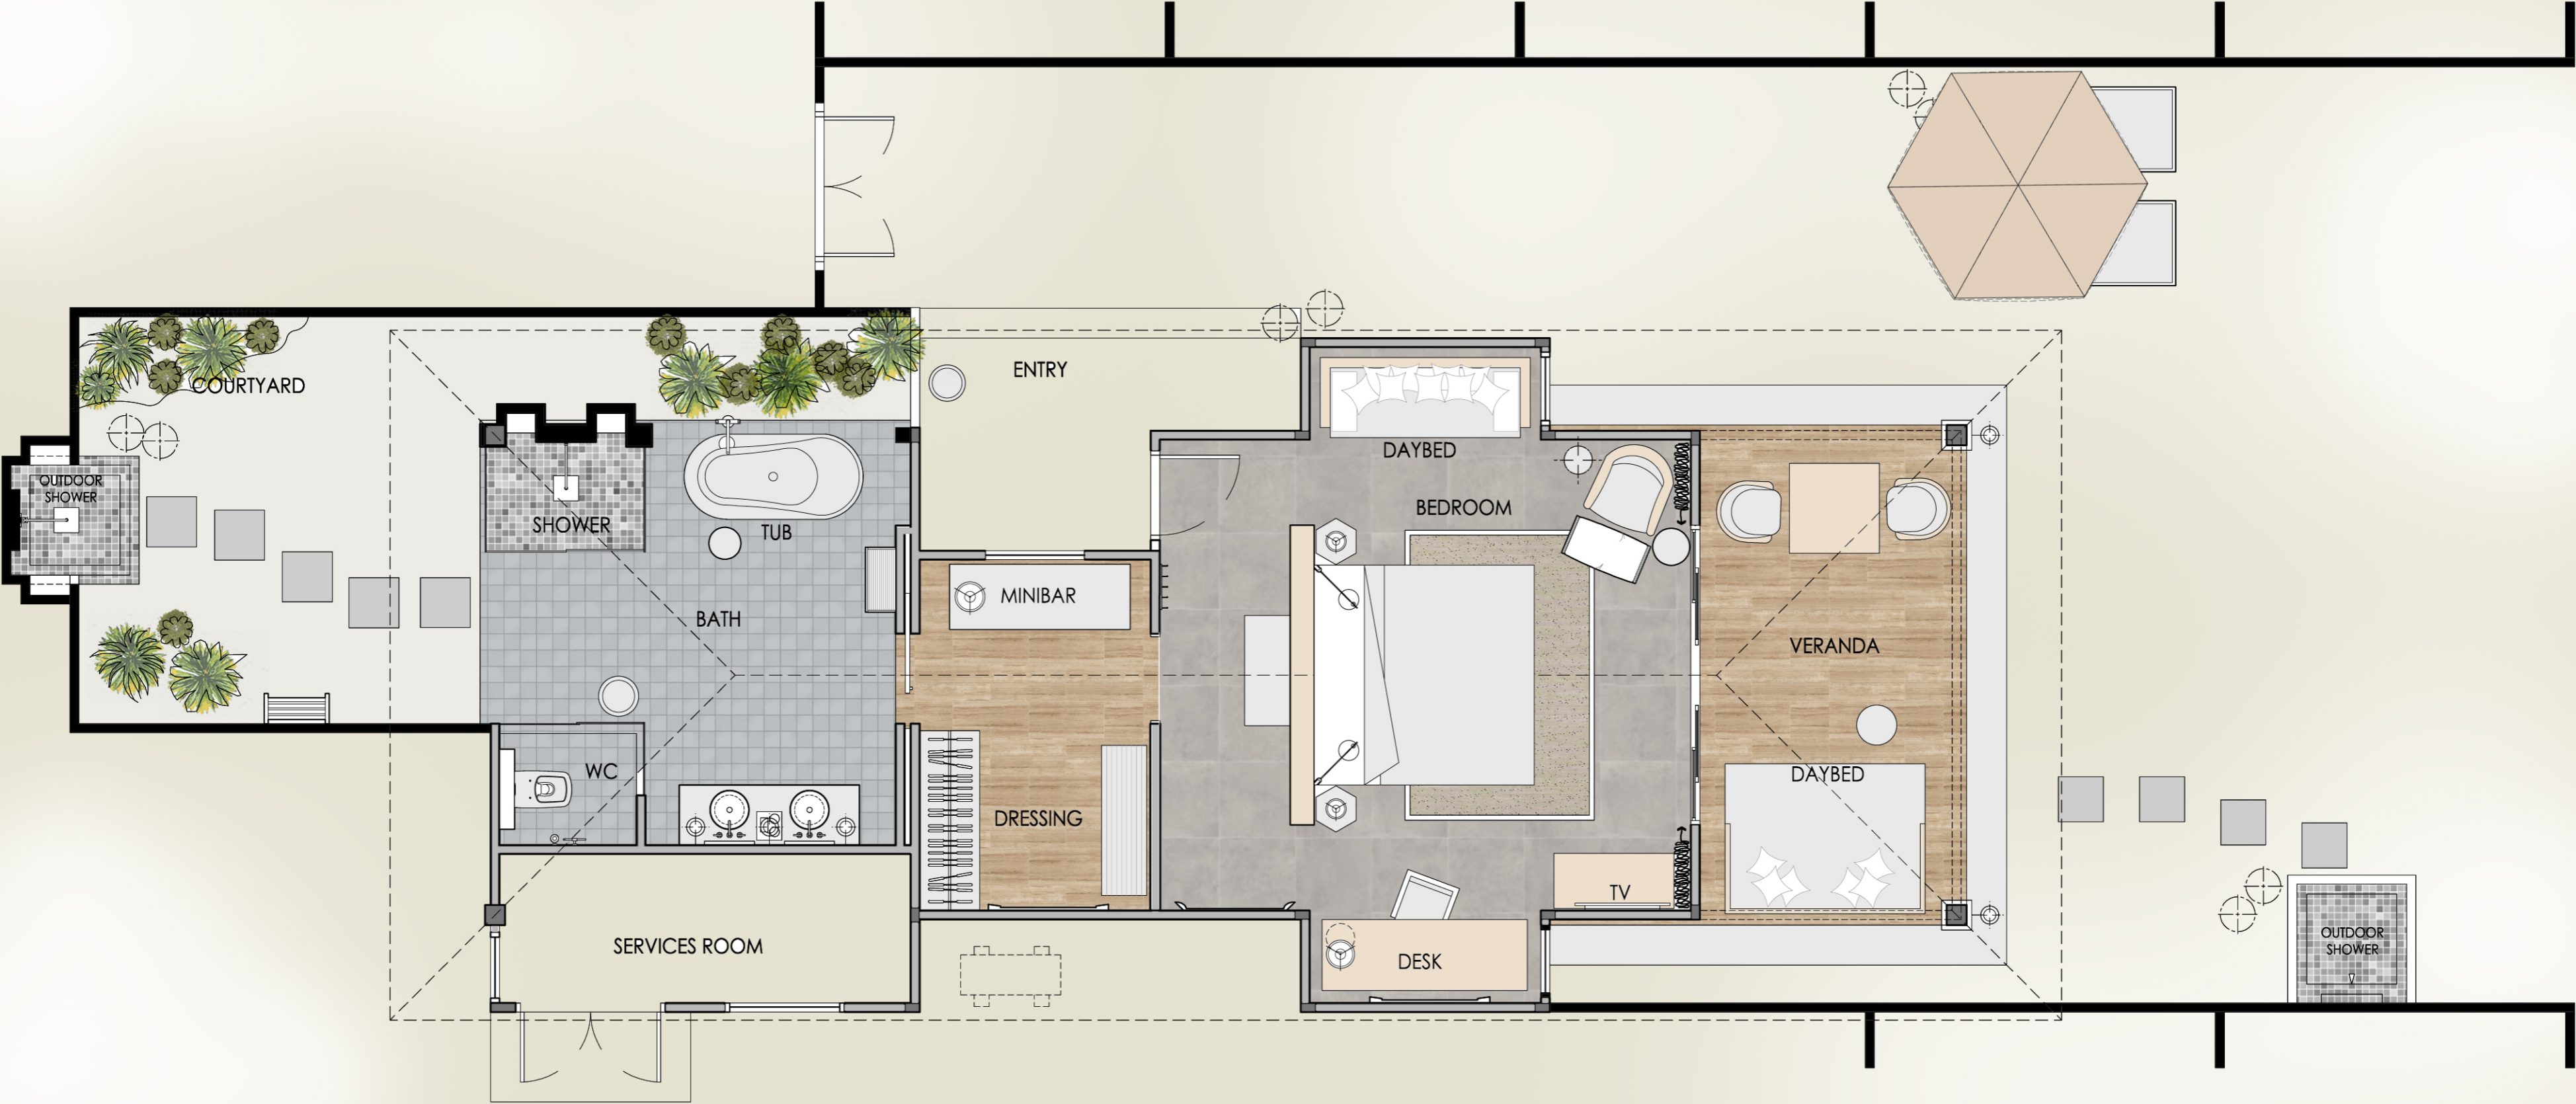 ENTRY
COURTYARD
DAYBED
OUTDOOR
SHOWER
BEDROOM
SHOWER
TUB
MINIBAR
BATH
VERANDA
WC
DAYBED
DRESSING
TV
OUTDOOR
SHOWER
SERVICES ROOM
DESK